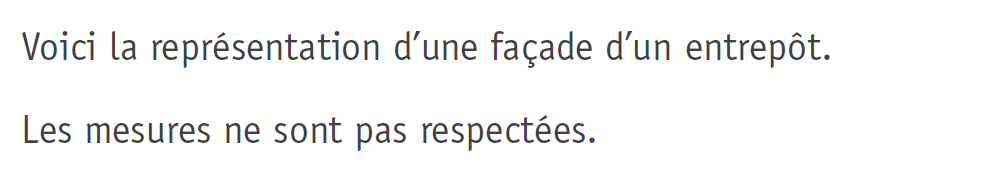 Voici la représentation d’une façade d’un entrepôt.
Les mesures ne sont pas respectées.